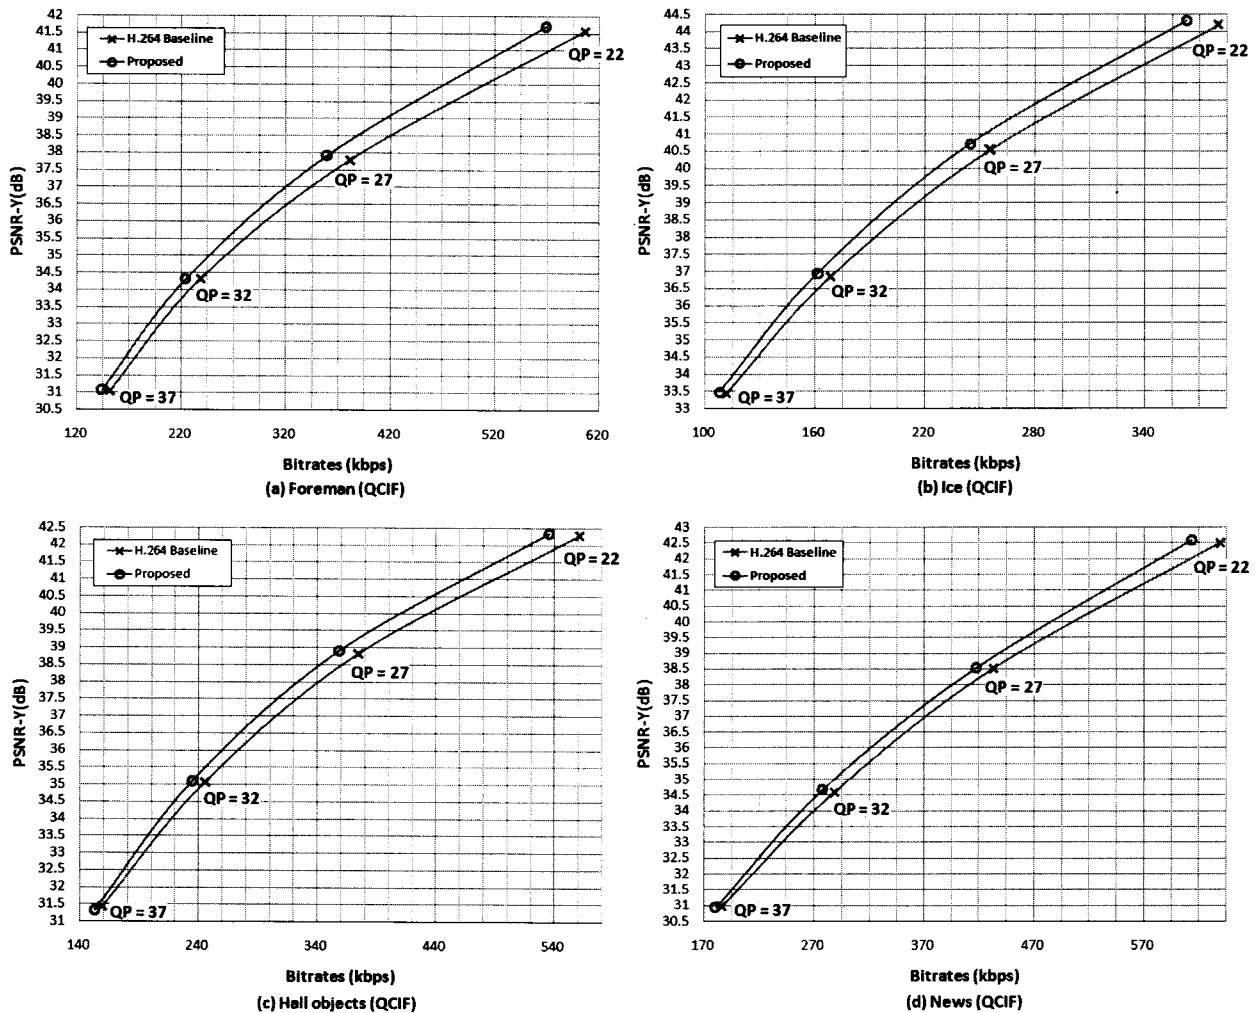 42
41.5
41
40.5
40
39.5
39
38.5
38
37.5
37
36.5
36
35.5
35
34.5
34
33.5
33
32.5
32
31.5
31
30.5
PSNR-Y(dB)
H.264 Baseline
Proposed
QP = 22
QP = 27
QP = 32
QP = 37
120 220 320 420 520 620
Bitrates (kbps)
(a) Foreman (QCIF)
44.5
44
43.5
43
42.5
42
41.5
41
40.5
40
39.5
39
38.5
38
37.5
37
36.5
36
35.5
35
34.5
34
33.5
33
PSNR-Y(dB)
H.264 Baseline
Proposed
QP = 22
QP = 27
QP = 32
QP = 37
100 160 220 280 340
Bitrates (kbps)
(b) Ice (QCIF)
42.5
42
41.5
41
40.5
40
39.5
39
38.5
38
37.5
37
36.5
36
35.5
35
34.5
34
33.5
33
32.5
32
31.5
31
PSNR-Y(dB)
H.264 Baseline
Proposed
QP = 22
QP = 27
QP = 32
QP = 37
140 240 340 440 540
Bitrates (kbps)
(c) Hall objects (QCIF)
43
42.5
42
41.5
41
40.5
40
39.5
39
38.5
38
37.5
37
36.5
36
35.5
35
34.5
34
33.5
33
32.5
32
31.5
31
30.5
PSNR-Y(dB)
H.264 Baseline
Proposed
QP = 22
QP = 27
QP = 32
QP = 37
170 270 370 470 570
Bitrates (kbps)
(d) News (QCIF)